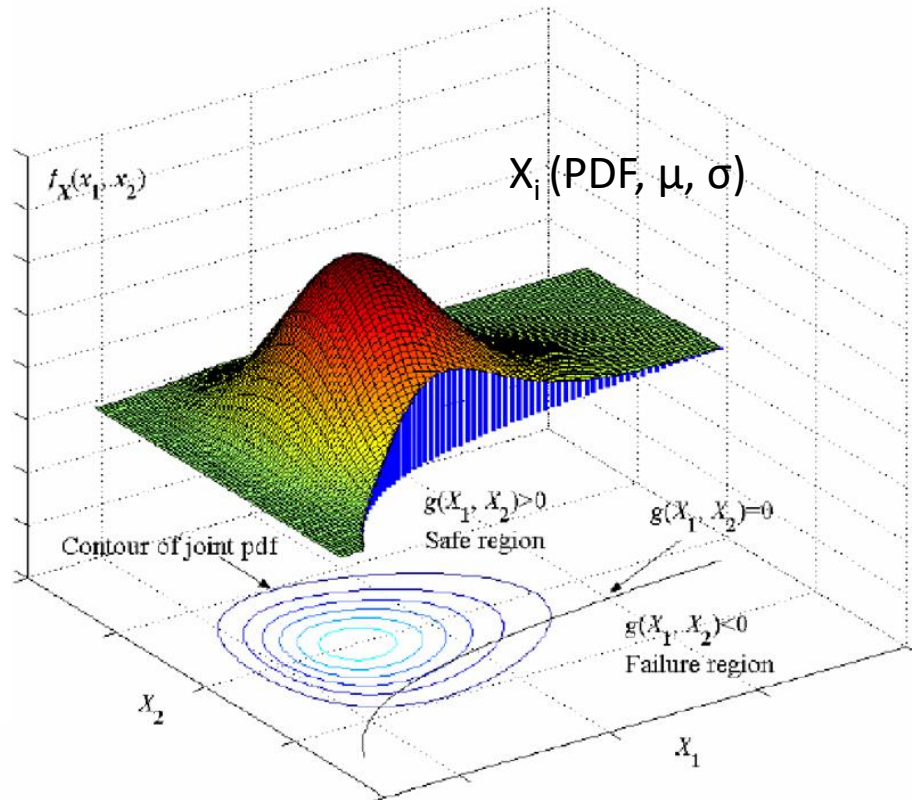 f_X(x_1, x_2)
X_i (PDF, μ, σ)
g(X_1, X_2)>0
Safe region
g(X_1, X_2)=0
Contour of joint pdf
g(X_1, X_2)<0
Failure region
X_2
X_1